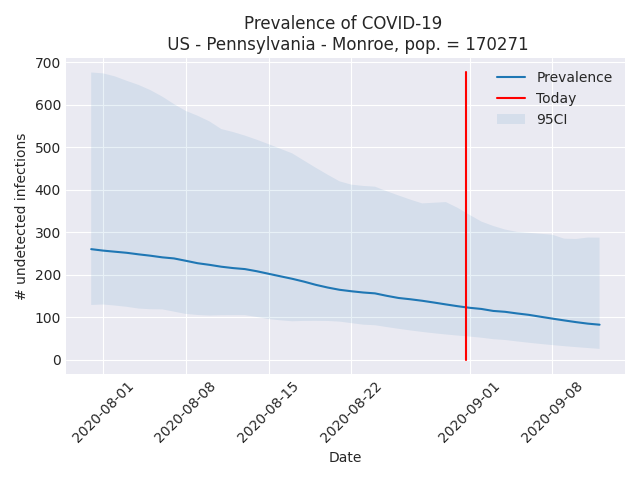 Prevalence of COVID-19
US - Pennsylvania - Monroe, pop. = 170271
700
600
500
400
300
200
100
0
# undetected infections
Prevalence
Today
95CI
2020-08-01
2020-08-08
2020-08-15
2020-08-22
2020-09-01
2020-09-08
Date